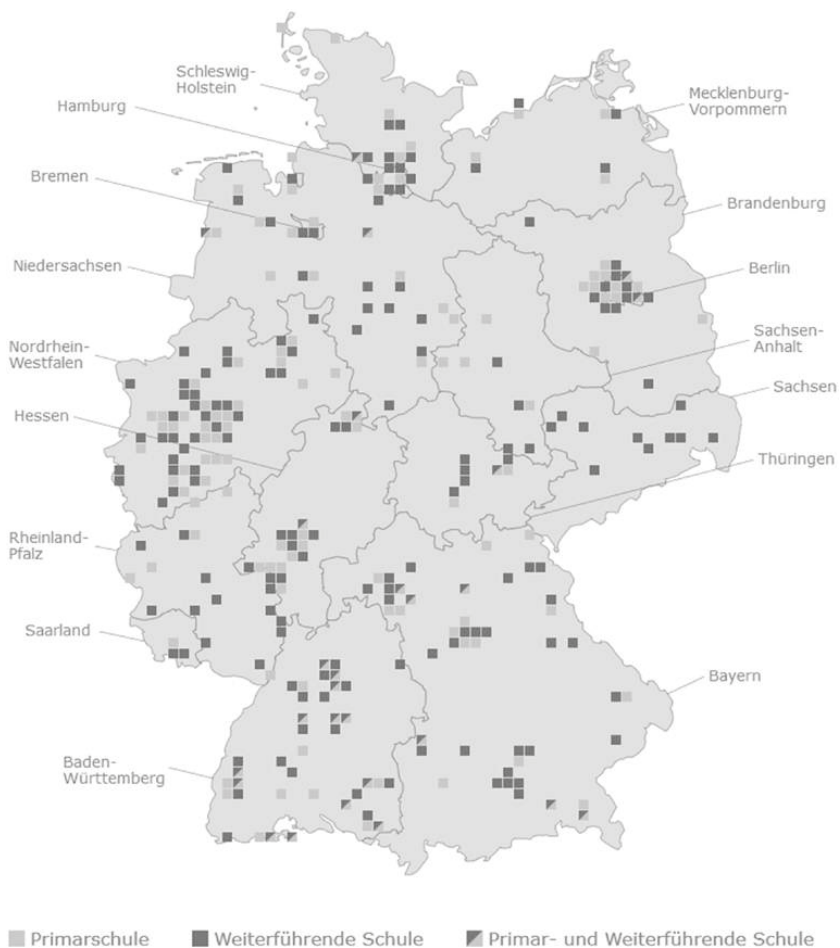 Schleswig-
Holstein
Hamburg
Bremen
Niedersachsen
Nordrhein-
Westfalen
Hessen
Rheinland-
Pfalz
Saarland
Baden-
Württemberg
Mecklenburg-
Vorpommern
Brandenburg
Berlin
Sachsen-
Anhalt
Sachsen
Thüringen
Bayern
Primarschule
Weiterführende Schule
Primar- und Weiterführende Schule